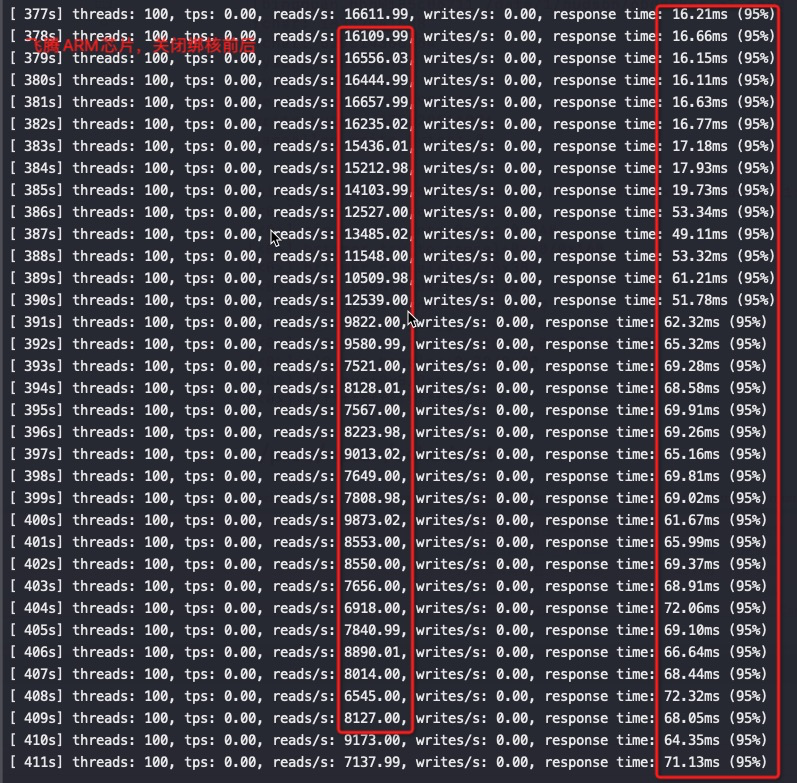 [ 377s] threads: 100, tps: 0.00, reads/s: 16611.99, writes/s: 0.00, response time: 16.21ms (95%)
[ 378s] threads: 100, tps: 0.00, reads/s: 16109.99, writes/s: 0.00, response time: 16.66ms (95%)
飞腾ARM芯片，关闭绑核前后
[ 379s] threads: 100, tps: 0.00, reads/s: 16556.03, writes/s: 0.00, response time: 16.15ms (95%)
[ 380s] threads: 100, tps: 0.00, reads/s: 16444.99, writes/s: 0.00, response time: 16.11ms (95%)
[ 381s] threads: 100, tps: 0.00, reads/s: 16657.99, writes/s: 0.00, response time: 16.63ms (95%)
[ 382s] threads: 100, tps: 0.00, reads/s: 16235.02, writes/s: 0.00, response time: 16.77ms (95%)
[ 383s] threads: 100, tps: 0.00, reads/s: 15436.01, writes/s: 0.00, response time: 17.18ms (95%)
[ 384s] threads: 100, tps: 0.00, reads/s: 15212.98, writes/s: 0.00, response time: 17.93ms (95%)
[ 385s] threads: 100, tps: 0.00, reads/s: 14103.99, writes/s: 0.00, response time: 19.73ms (95%)
[ 386s] threads: 100, tps: 0.00, reads/s: 12527.00, writes/s: 0.00, response time: 53.34ms (95%)
[ 387s] threads: 100, tps: 0.00, reads/s: 13485.02, writes/s: 0.00, response time: 49.11ms (95%)
[ 388s] threads: 100, tps: 0.00, reads/s: 11548.00, writes/s: 0.00, response time: 53.32ms (95%)
[ 389s] threads: 100, tps: 0.00, reads/s: 10509.98, writes/s: 0.00, response time: 61.21ms (95%)
[ 390s] threads: 100, tps: 0.00, reads/s: 12539.00, writes/s: 0.00, response time: 51.78ms (95%)
[ 391s] threads: 100, tps: 0.00, reads/s: 9822.00, writes/s: 0.00, response time: 62.32ms (95%)
[ 392s] threads: 100, tps: 0.00, reads/s: 9580.99, writes/s: 0.00, response time: 65.32ms (95%)
[ 393s] threads: 100, tps: 0.00, reads/s: 7521.00, writes/s: 0.00, response time: 69.28ms (95%)
[ 394s] threads: 100, tps: 0.00, reads/s: 8128.01, writes/s: 0.00, response time: 68.58ms (95%)
[ 395s] threads: 100, tps: 0.00, reads/s: 7567.00, writes/s: 0.00, response time: 69.91ms (95%)
[ 396s] threads: 100, tps: 0.00, reads/s: 8223.98, writes/s: 0.00, response time: 69.26ms (95%)
[ 397s] threads: 100, tps: 0.00, reads/s: 9013.02, writes/s: 0.00, response time: 65.16ms (95%)
[ 398s] threads: 100, tps: 0.00, reads/s: 7649.00, writes/s: 0.00, response time: 69.81ms (95%)
[ 399s] threads: 100, tps: 0.00, reads/s: 7808.98, writes/s: 0.00, response time: 69.02ms (95%)
[ 400s] threads: 100, tps: 0.00, reads/s: 9873.02, writes/s: 0.00, response time: 61.67ms (95%)
[ 401s] threads: 100, tps: 0.00, reads/s: 8553.00, writes/s: 0.00, response time: 65.99ms (95%)
[ 402s] threads: 100, tps: 0.00, reads/s: 8550.00, writes/s: 0.00, response time: 69.37ms (95%)
[ 403s] threads: 100, tps: 0.00, reads/s: 7656.00, writes/s: 0.00, response time: 68.91ms (95%)
[ 404s] threads: 100, tps: 0.00, reads/s: 6918.00, writes/s: 0.00, response time: 72.06ms (95%)
[ 405s] threads: 100, tps: 0.00, reads/s: 7840.99, writes/s: 0.00, response time: 69.10ms (95%)
[ 406s] threads: 100, tps: 0.00, reads/s: 8890.01, writes/s: 0.00, response time: 66.64ms (95%)
[ 407s] threads: 100, tps: 0.00, reads/s: 8014.00, writes/s: 0.00, response time: 68.44ms (95%)
[ 408s] threads: 100, tps: 0.00, reads/s: 6545.00, writes/s: 0.00, response time: 72.32ms (95%)
[ 409s] threads: 100, tps: 0.00, reads/s: 8127.00, writes/s: 0.00, response time: 68.05ms (95%)
[ 410s] threads: 100, tps: 0.00, reads/s: 9173.00, writes/s: 0.00, response time: 64.35ms (95%)
[ 411s] threads: 100, tps: 0.00, reads/s: 7137.99, writes/s: 0.00, response time: 71.13ms (95%)